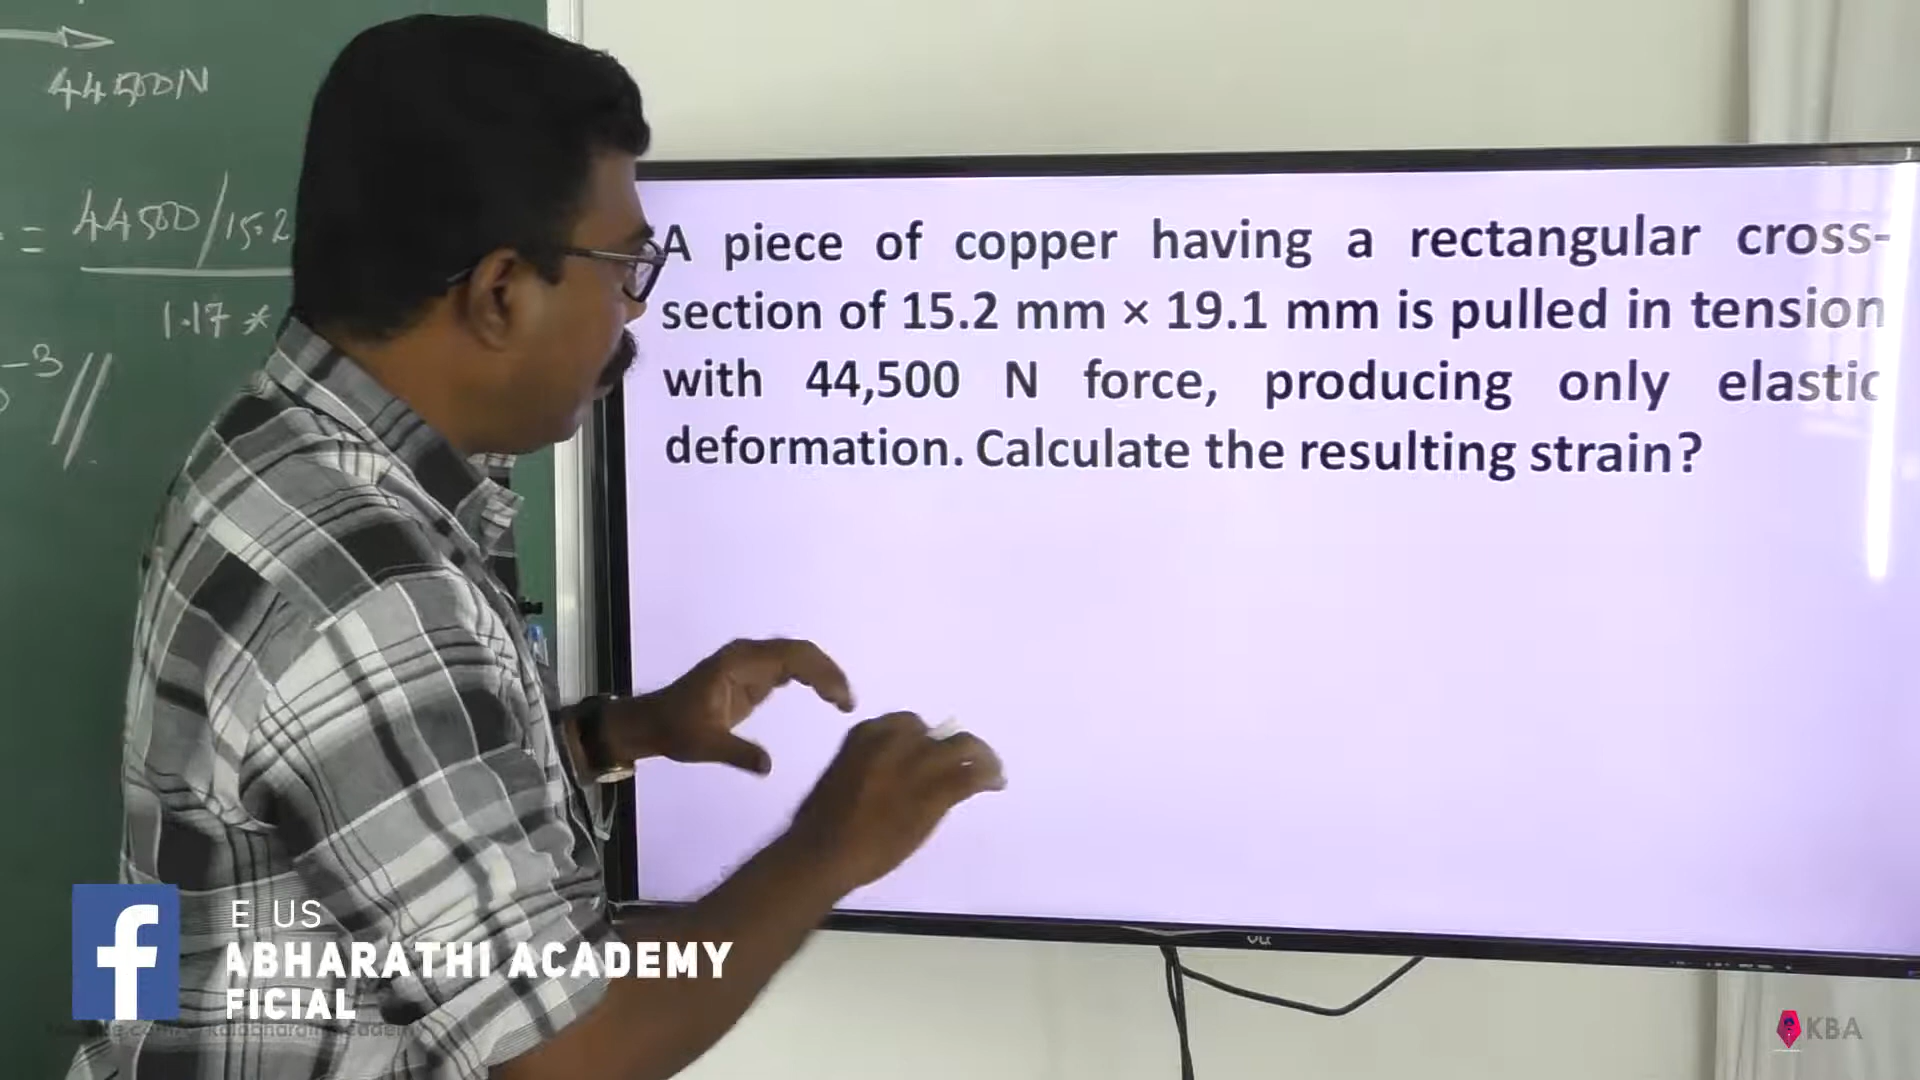 44500N
= 44500/15.2
1.17 *
-3 //
A piece of copper having a rectangular cross-
section of 15.2 mm × 19.1 mm is pulled in tension
with 44,500 N force, producing only elastic
deformation. Calculate the resulting strain?
E US
ABHARATHI ACADEMY
FICIAL
KBA